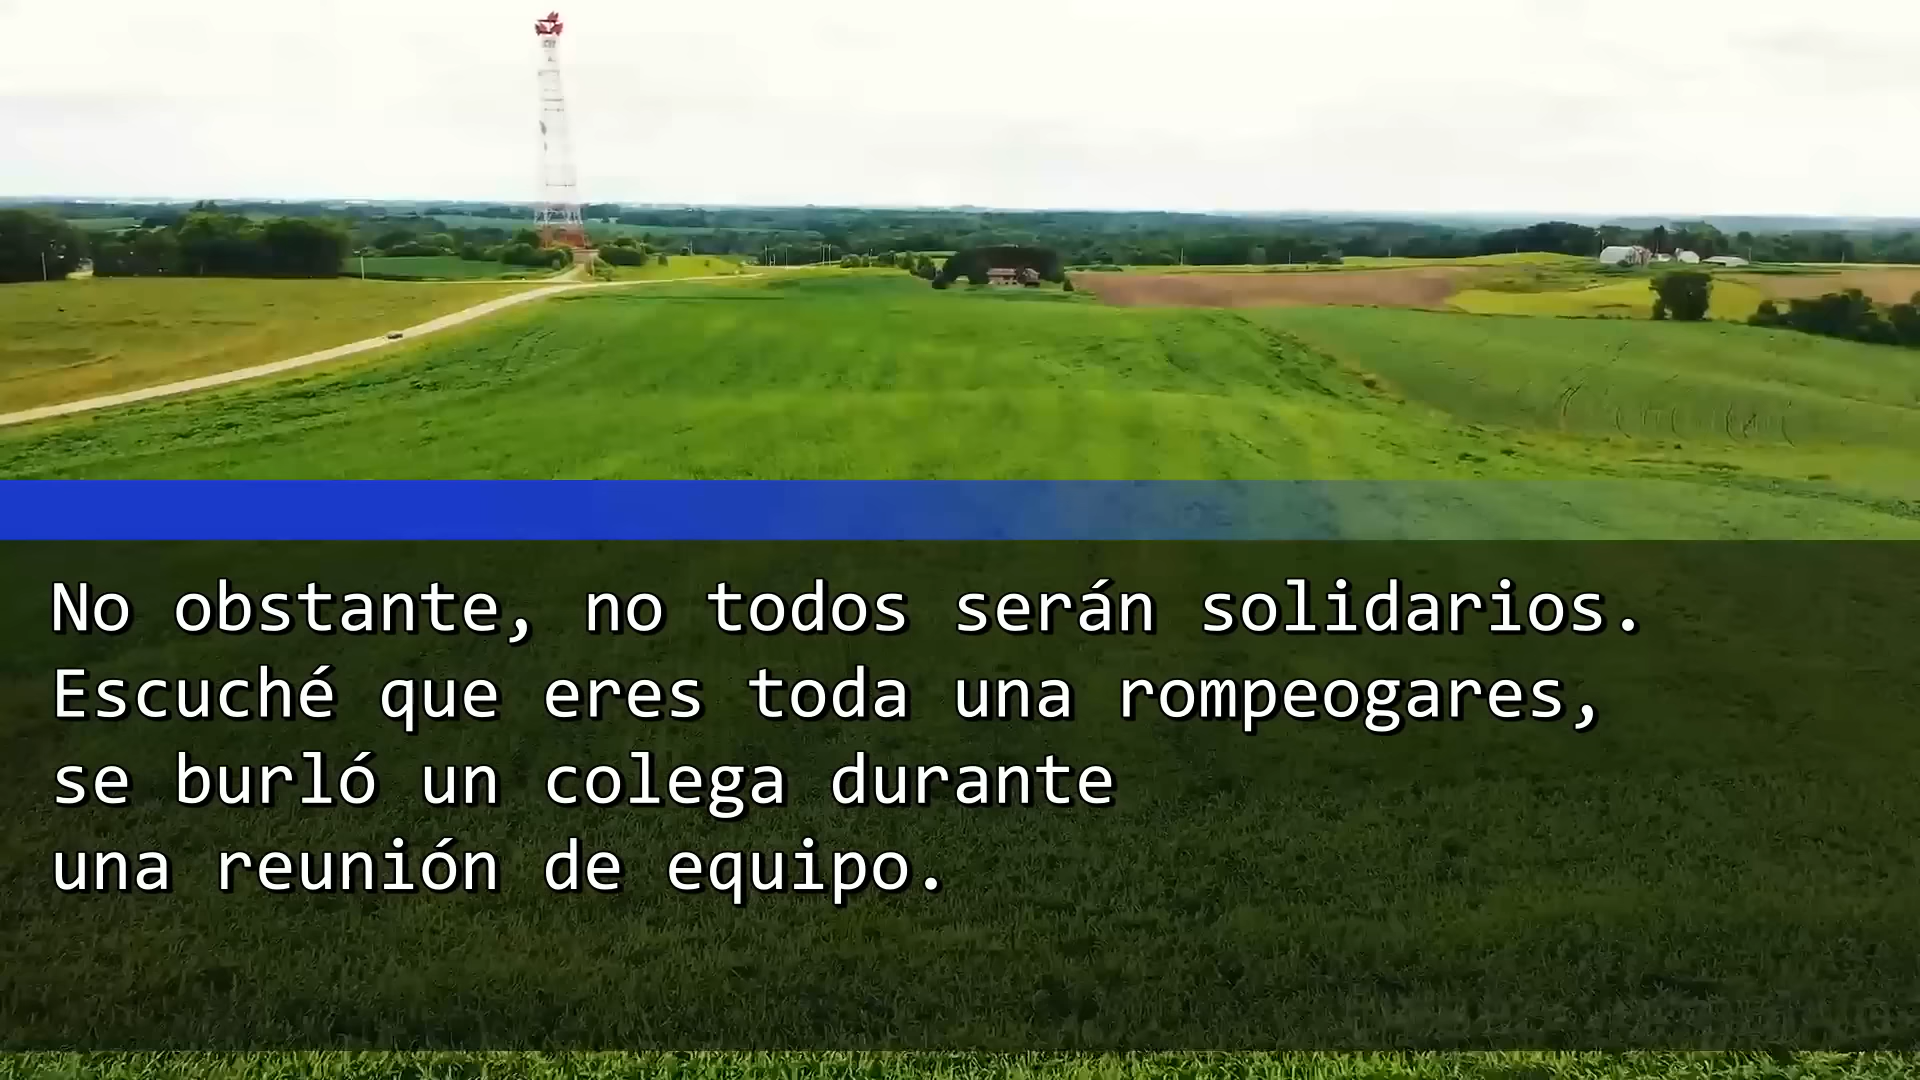 No obstante, no todos serán solidarios.
Escuché que eres toda una rompeogares,
se burló un colega durante
una reunión de equipo.